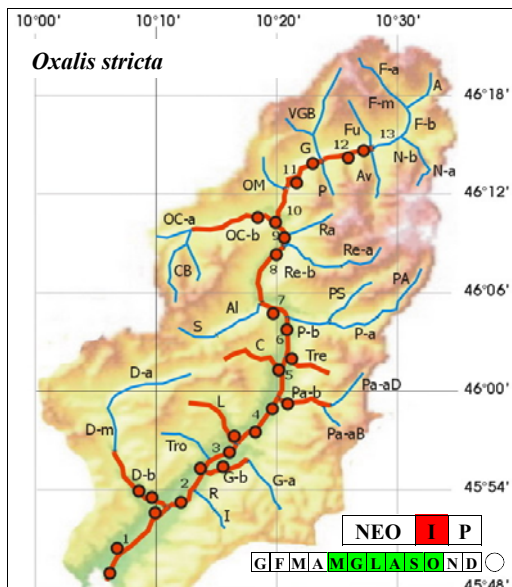 10°00' 10°10' 10°20' 10°30'
Oxalis stricta
F-a
A
46°18'
VGB
F-m
Fu
F-b
13
12
G
N-b
11
N-a
OM
P
Av
46°12'
OC-a
10
Ra
OC-b
9
Re-a
8
CB
Re-b
PS
PA
46°06'
7
Al
S
P-b
P-a
6
C
Tre
D-a
5
46°00'
Pa-b
Pa-aD
L
D-m
4
Pa-aB
Tro
3
D-b
G-b
G-a
2
R
45°54'
I
1
NEO I P
G F M A M G L A S O N D
45°48'